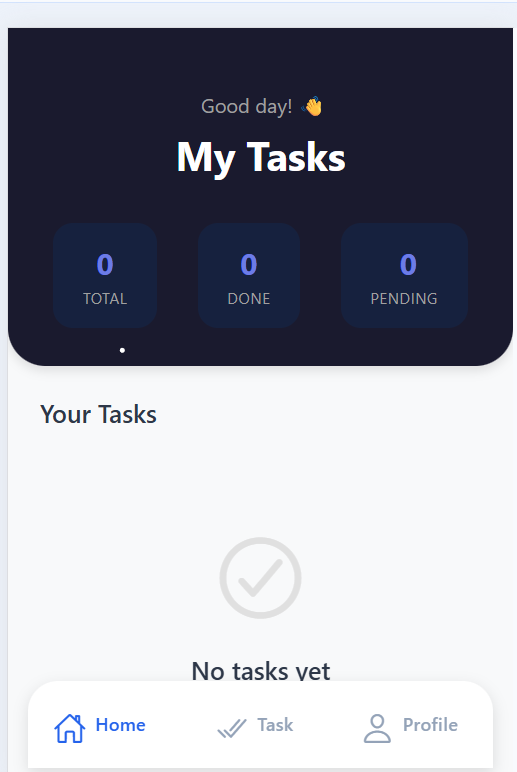 Good day! 👋
My Tasks
0 0 0
TOTAL DONE PENDING
Your Tasks
No tasks yet
Home Task Profile